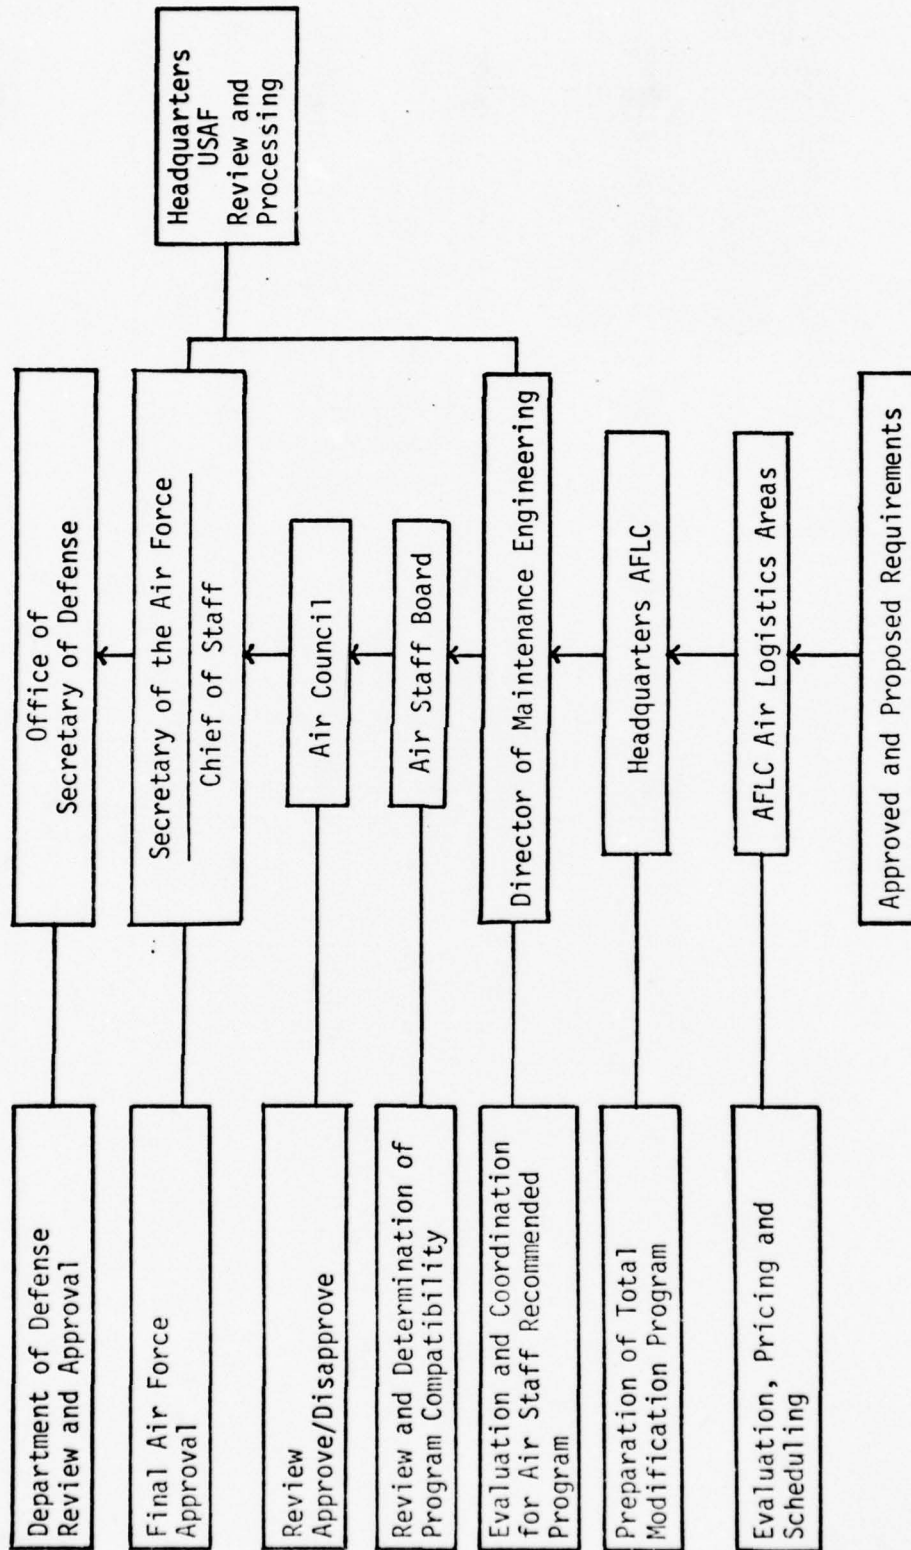 Department of Defense
Review and Approval
Office of
Secretary of Defense
Final Air Force
Approval
Secretary of the Air Force
Chief of Staff
Headquarters
USAF
Review and
Processing
Review
Approve/Disapprove
Air Council
Review and Determination of
Program Compatibility
Air Staff Board
Evaluation and Coordination
for Air Staff Recommended
Program
Director of Maintenance Engineering
Preparation of Total
Modification Program
Headquarters AFLC
Evaluation, Pricing and
Scheduling
AFLC Air Logistics Areas
Approved and Proposed Requirements